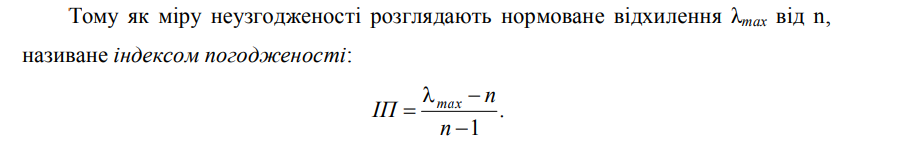 Тому як міру неузгодженості розглядають нормоване відхилення λmax від n,
називане індексом погодженості:
ІП = (λmax − n) / (n − 1).